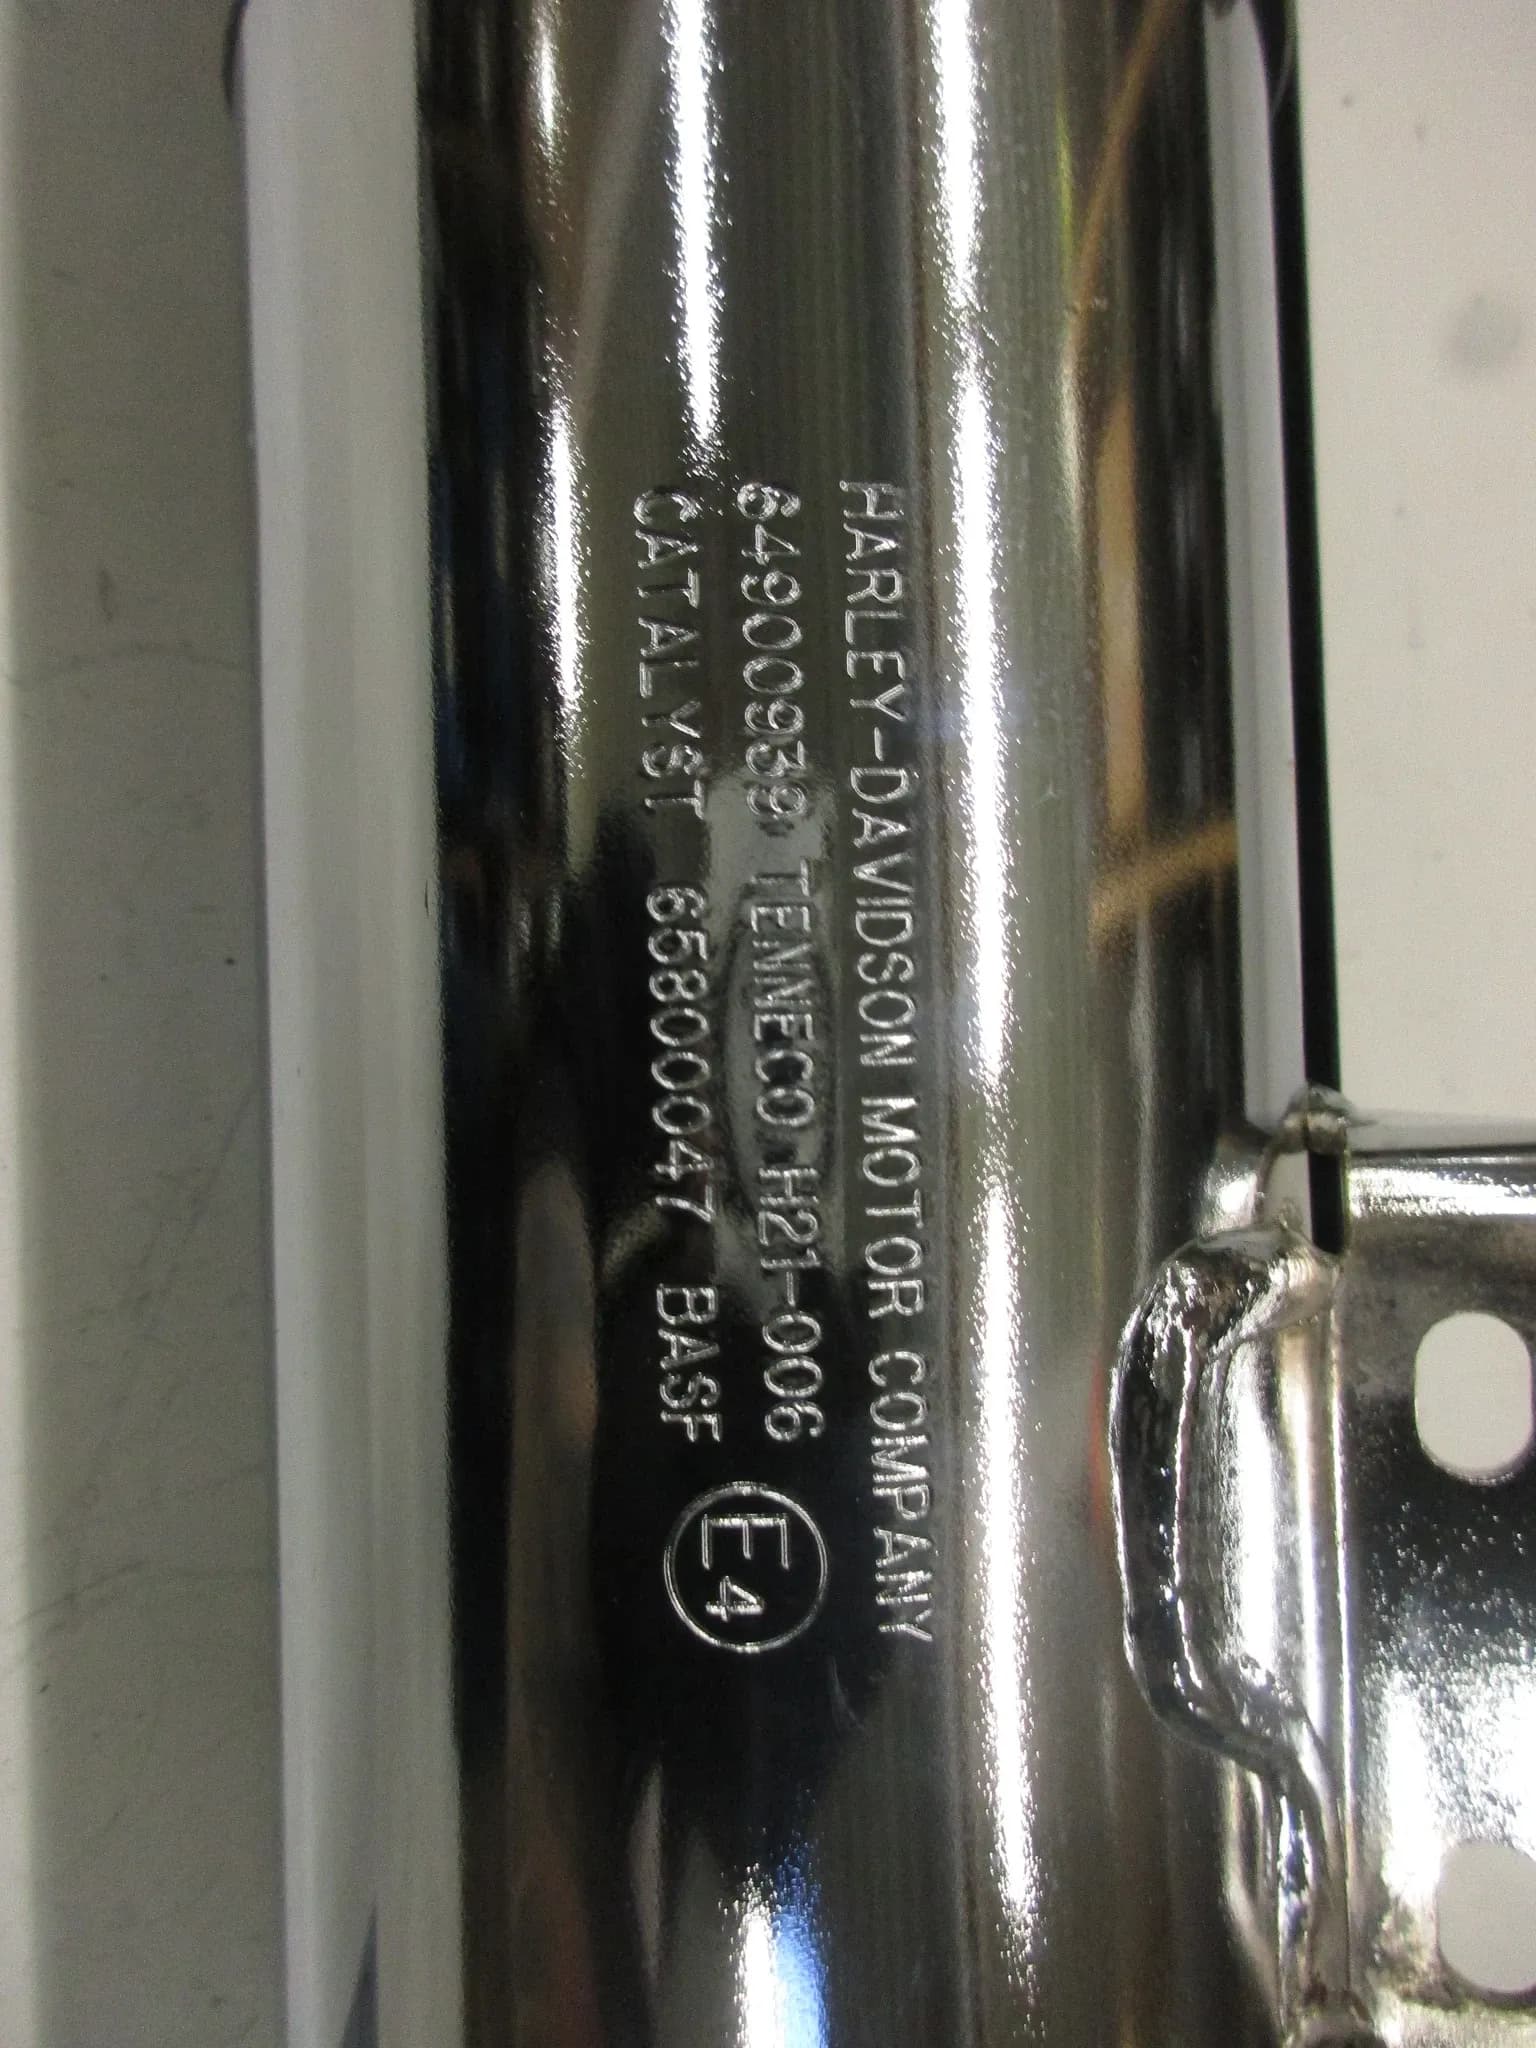 HARLEY-DAVIDSON MOTOR COMPANY
64900939 TENNECO H21-006
CATALYST 65800047 BASF
E4